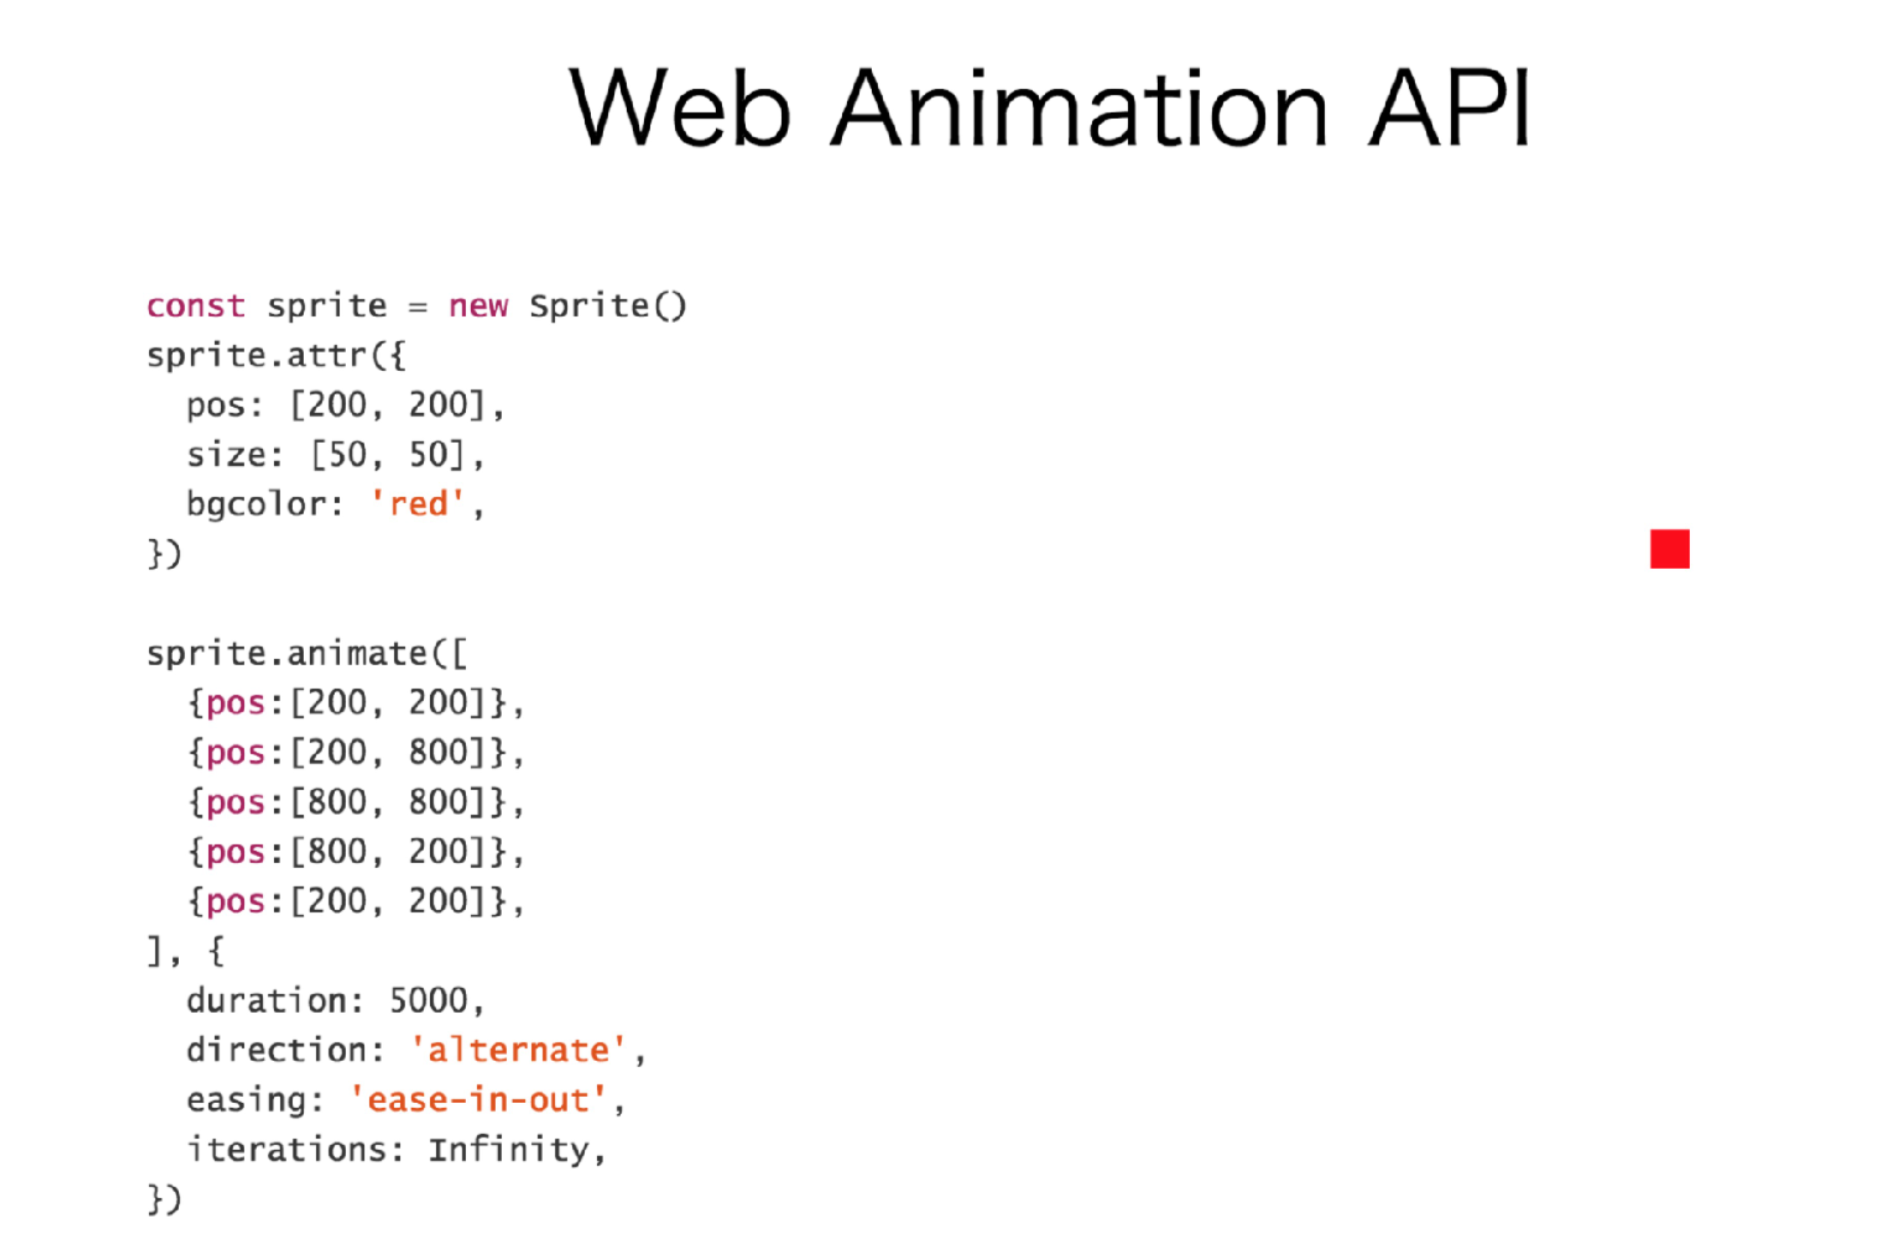 Web Animation API
const sprite = new Sprite()
sprite.attr({
  pos: [200, 200],
  size: [50, 50],
  bgcolor: 'red',
})
sprite.animate([
  {pos:[200, 200]},
  {pos:[200, 800]},
  {pos:[800, 800]},
  {pos:[800, 200]},
  {pos:[200, 200]},
], {
  duration: 5000,
  direction: 'alternate',
  easing: 'ease-in-out',
  iterations: Infinity,
})